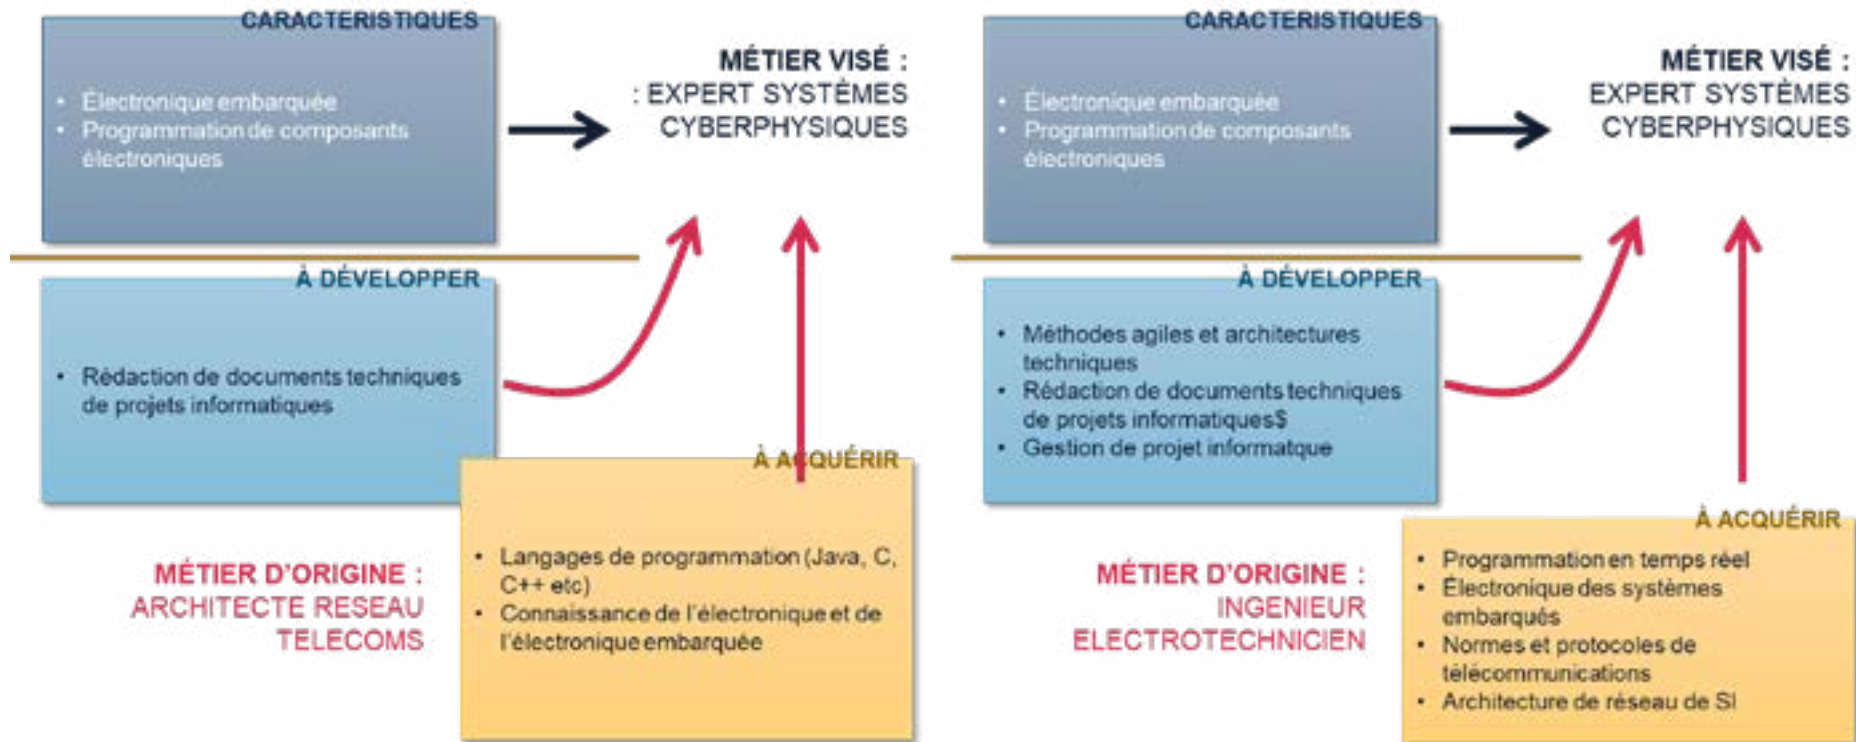 CARACTERISTIQUES
• Électronique embarquée
• Programmation de composants
électroniques
MÉTIER VISÉ :
: EXPERT SYSTÈMES
CYBERPHYSIQUES
À DÉVELOPPER
• Rédaction de documents techniques
de projets informatiques
À ACQUÉRIR
• Langages de programmation (Java, C,
C++ etc)
• Connaissance de l'électronique et de
l'électronique embarquée
MÉTIER D'ORIGINE :
ARCHITECTE RESEAU
TELECOMS
CARACTERISTIQUES
• Électronique embarquée
• Programmation de composants
électroniques
MÉTIER VISÉ :
EXPERT SYSTÈMES
CYBERPHYSIQUES
À DÉVELOPPER
• Méthodes agiles et architectures
techniques
• Rédaction de documents techniques
de projets informatiques$
• Gestion de projet informatque
À ACQUÉRIR
• Programmation en temps réel
• Électronique des systèmes
embarqués
• Normes et protocoles de
télécommunications
• Architecture de réseau de SI
MÉTIER D'ORIGINE :
INGENIEUR
ELECTROTECHNICIEN